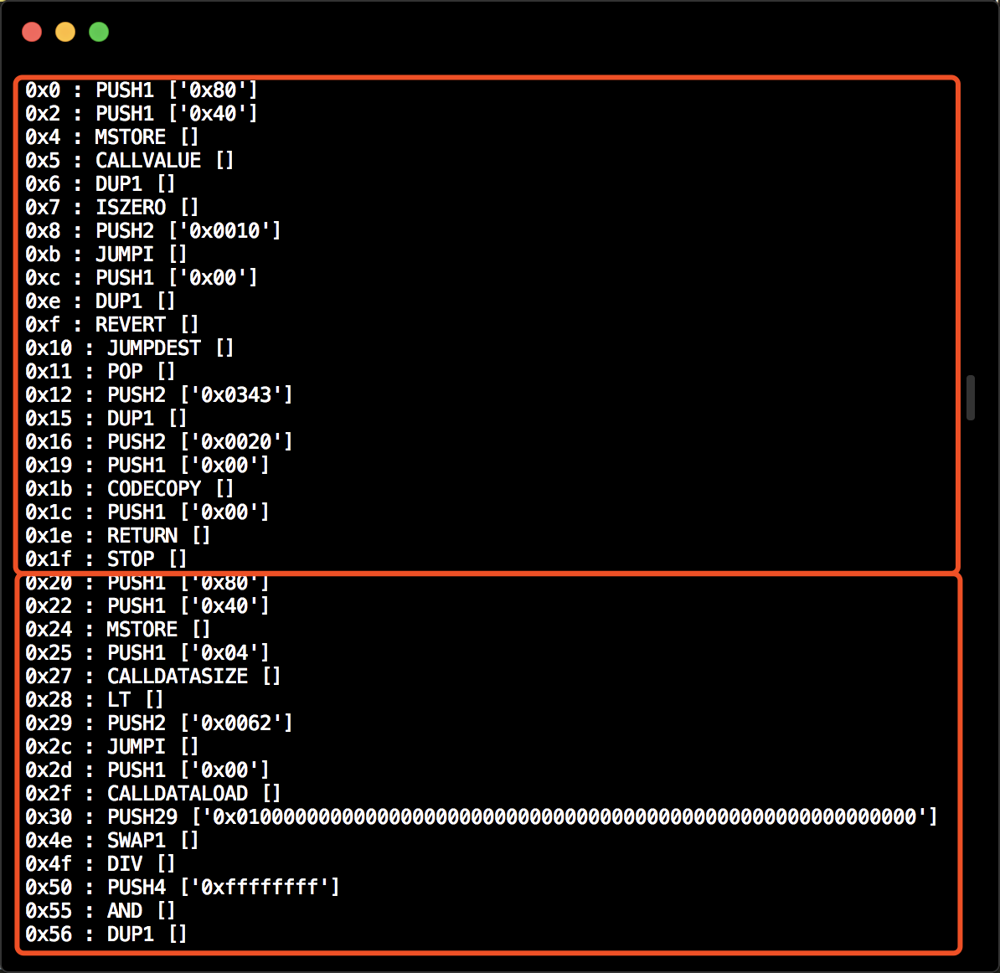 0x0 : PUSH1 ['0x80']
0x2 : PUSH1 ['0x40']
0x4 : MSTORE []
0x5 : CALLVALUE []
0x6 : DUP1 []
0x7 : ISZERO []
0x8 : PUSH2 ['0x0010']
0xb : JUMPI []
0xc : PUSH1 ['0x00']
0xe : DUP1 []
0xf : REVERT []
0x10 : JUMPDEST []
0x11 : POP []
0x12 : PUSH2 ['0x0343']
0x15 : DUP1 []
0x16 : PUSH2 ['0x0020']
0x19 : PUSH1 ['0x00']
0x1b : CODECOPY []
0x1c : PUSH1 ['0x00']
0x1e : RETURN []
0x1f : STOP []
0x20 : PUSH1 ['0x80']
0x22 : PUSH1 ['0x40']
0x24 : MSTORE []
0x25 : PUSH1 ['0x04']
0x27 : CALLDATASIZE []
0x28 : LT []
0x29 : PUSH2 ['0x0062']
0x2c : JUMPI []
0x2d : PUSH1 ['0x00']
0x2f : CALLDATALOAD []
0x30 : PUSH29 ['0x0100000000000000000000000000000000000000000000000000000000']
0x4e : SWAP1 []
0x4f : DIV []
0x50 : PUSH4 ['0xffffffff']
0x55 : AND []
0x56 : DUP1 []